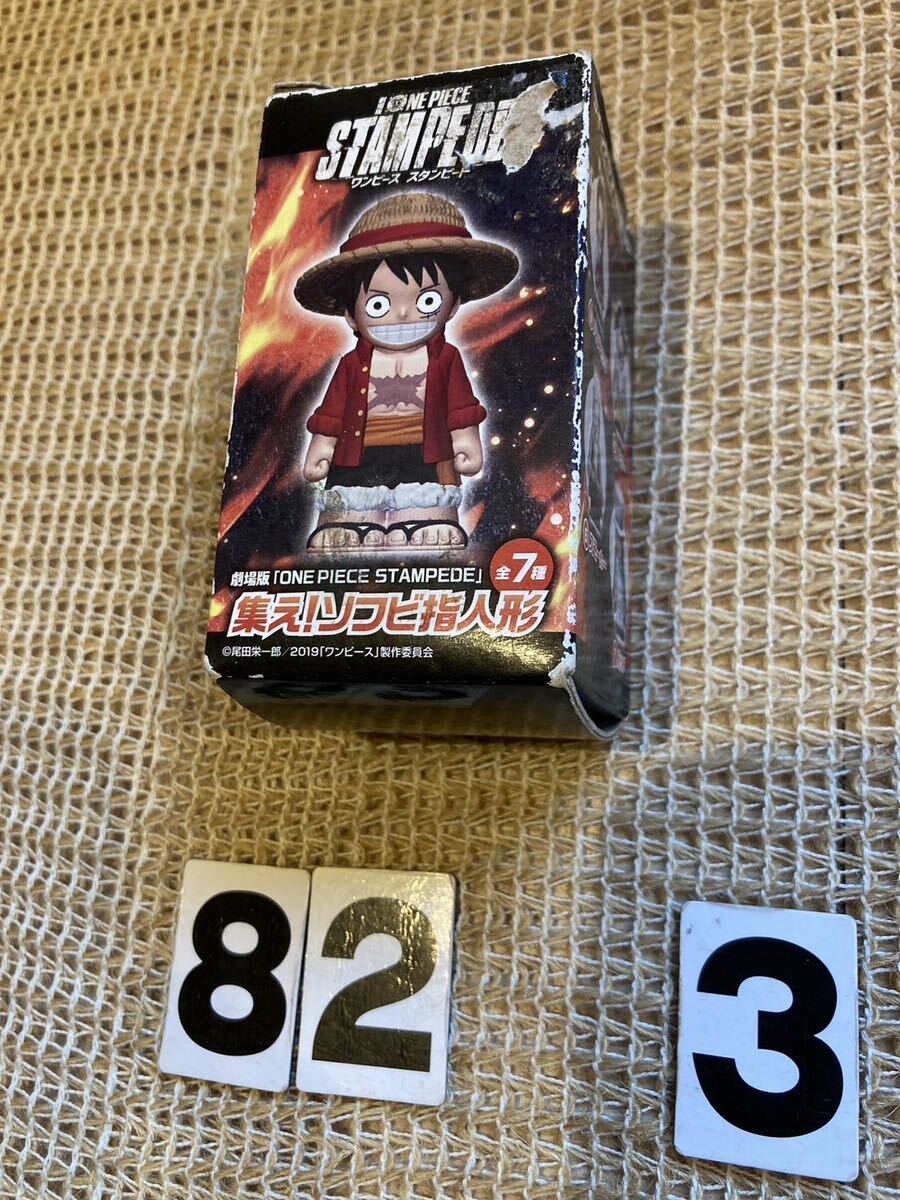 ONE PIECE
STAMPEDE
ワンピース スタンピード
劇場版「ONE PIECE STAMPEDE」
全7種
集え!ソフビ指人形
©尾田栄一郎/2019「ワンピース」製作委員会
82
3